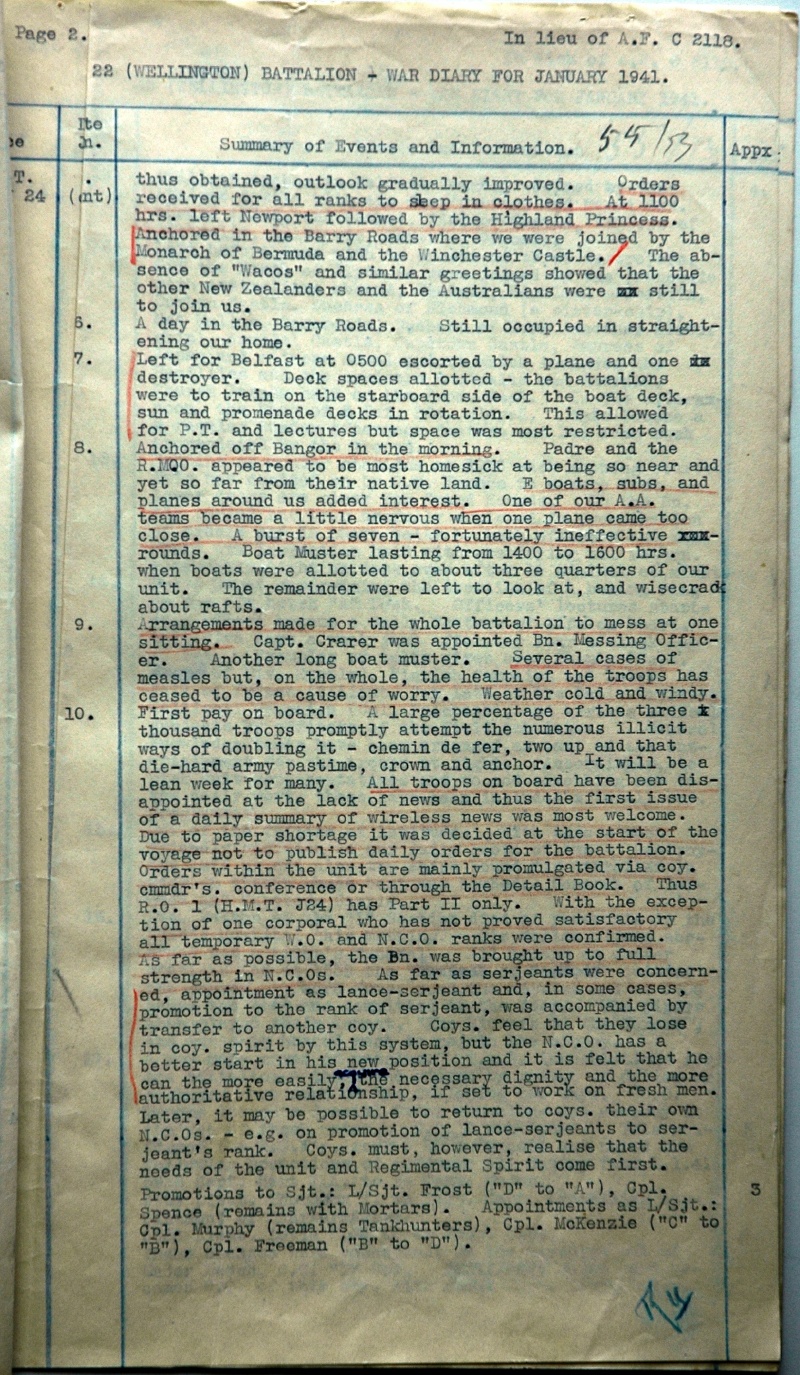 Page 2.
In lieu of A.F. C 2118.
22 (WELLINGTON) BATTALION - WAR DIARY FOR JANUARY 1941.
Ite
Jn.
Summary of Events and Information.
Appx
T.
24
thus obtained, outlook gradually improved. Orders
received for all ranks to sleep in clothes. At 1100
hrs. left Newport followed by the Highland Princess.
Anchored in the Barry Roads where we were joined by the
Monarch of Bermuda and the Winchester Castle. The ab-
sence of "Wacos" and similar greetings showed that the
other New Zealanders and the Australians were still
to join us.
6. A day in the Barry Roads. Still occupied in straight-
ening our home.
7. Left for Belfast at 0500 escorted by a plane and one
destroyer. Deck spaces allotted - the battalions
were to train on the starboard side of the boat deck,
sun and promenade decks in rotation. This allowed
for P.T. and lectures but space was most restricted.
8. Anchored off Bangor in the morning. Padre and the
R.MQO. appeared to be most homesick at being so near and
yet so far from their native land. E boats, subs, and
planes around us added interest. One of our A.A.
teams became a little nervous when one plane came too
close. A burst of seven - fortunately ineffective -
rounds. Boat Muster lasting from 1400 to 1600 hrs.
when boats were allotted to about three quarters of our
unit. The remainder were left to look at, and wisecrac
about rafts.
9. Arrangements made for the whole battalion to mess at one
sitting. Capt. Crarer was appointed Bn. Messing Offic-
er. Another long boat muster. Several cases of
measles but, on the whole, the health of the troops has
ceased to be a cause of worry. Weather cold and windy.
10. First pay on board. A large percentage of the three
thousand troops promptly attempt the numerous illicit
ways of doubling it - chemin de fer, two up and that
die-hard army pastime, crown and anchor. It will be a
lean week for many. All troops on board have been dis-
appointed at the lack of news and thus the first issue
of a daily summary of wireless news was most welcome.
Due to paper shortage it was decided at the start of the
voyage not to publish daily orders for the battalion.
Orders within the unit are mainly promulgated via coy.
cmmdr's. conference or through the Detail Book. Thus
R.O. 1 (H.M.T. J24) has Part II only. With the excep-
tion of one corporal who has not proved satisfactory
all temporary W.O. and N.C.O. ranks were confirmed.
As far as possible, the Bn. was brought up to full
strength in N.C.Os. As far as serjeants were concern-
ed, appointment as lance-serjeant and, in some cases,
promotion to the rank of serjeant, was accompanied by
transfer to another coy. Coys. feel that they lose
in coy. spirit by this system, but the N.C.O. has a
better start in his new position and it is felt that he
can the more easily, the necessary dignity and the more
authoritative relationship, if set to work on fresh men.
Later, it may be possible to return to coys. their own
N.C.Os. - e.g. on promotion of lance-serjeants to ser-
jeant's rank. Coys. must, however, realise that the
needs of the unit and Regimental Spirit come first.
Promotions to Sjt.: L/Sjt. Frost ("D" to "A"), Cpl. 3
Spence (remains with Mortars). Appointments as L/Sjt.:
Cpl. Murphy (remains Tankhunters), Cpl. McKenzie ("C" to
"B"), Cpl. Freeman ("B" to "D").